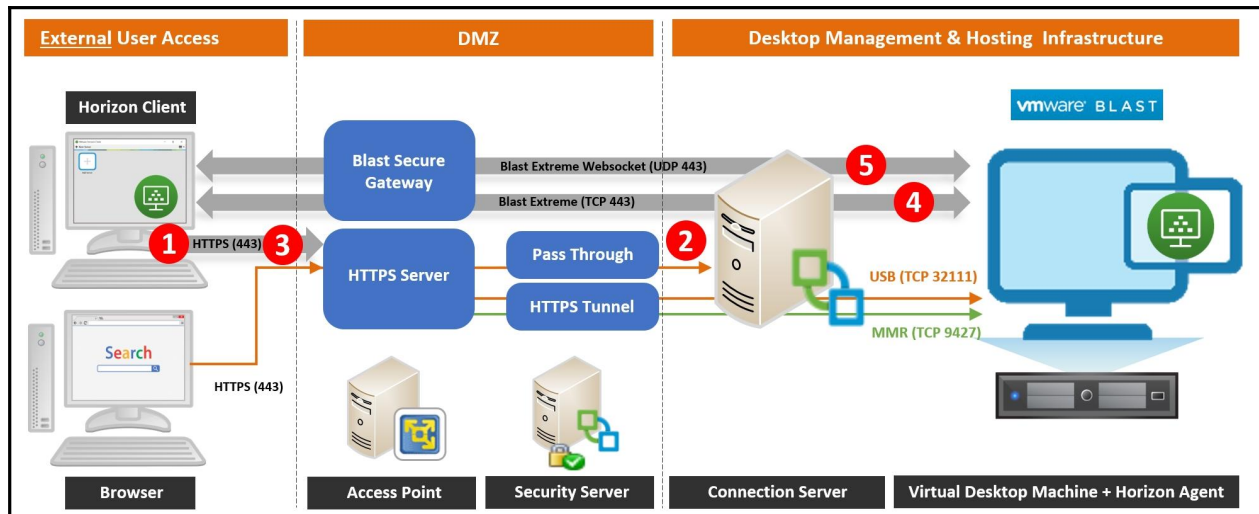 External User Access
DMZ
Desktop Management & Hosting Infrastructure
Horizon Client
vmware BLAST
Blast Secure
Gateway
Blast Extreme Websocket (UDP 443)
5
Blast Extreme (TCP 443)
4
1
HTTPS (443)
3
HTTPS Server
Pass Through
2
HTTPS Tunnel
USB (TCP 32111)
MMR (TCP 9427)
Search
HTTPS (443)
Browser
Access Point
Security Server
Connection Server
Virtual Desktop Machine + Horizon Agent